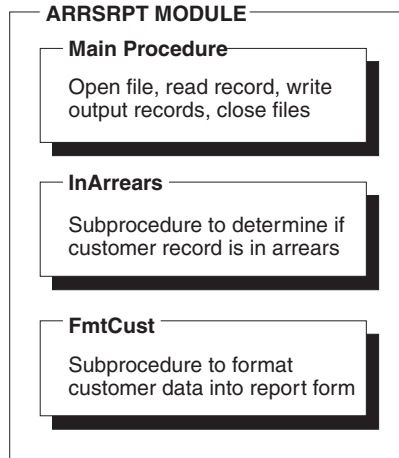 ARRSRPT MODULE
Main Procedure
Open file, read record, write
output records, close files
InArrears
Subprocedure to determine if
customer record is in arrears
FmtCust
Subprocedure to format
customer data into report form